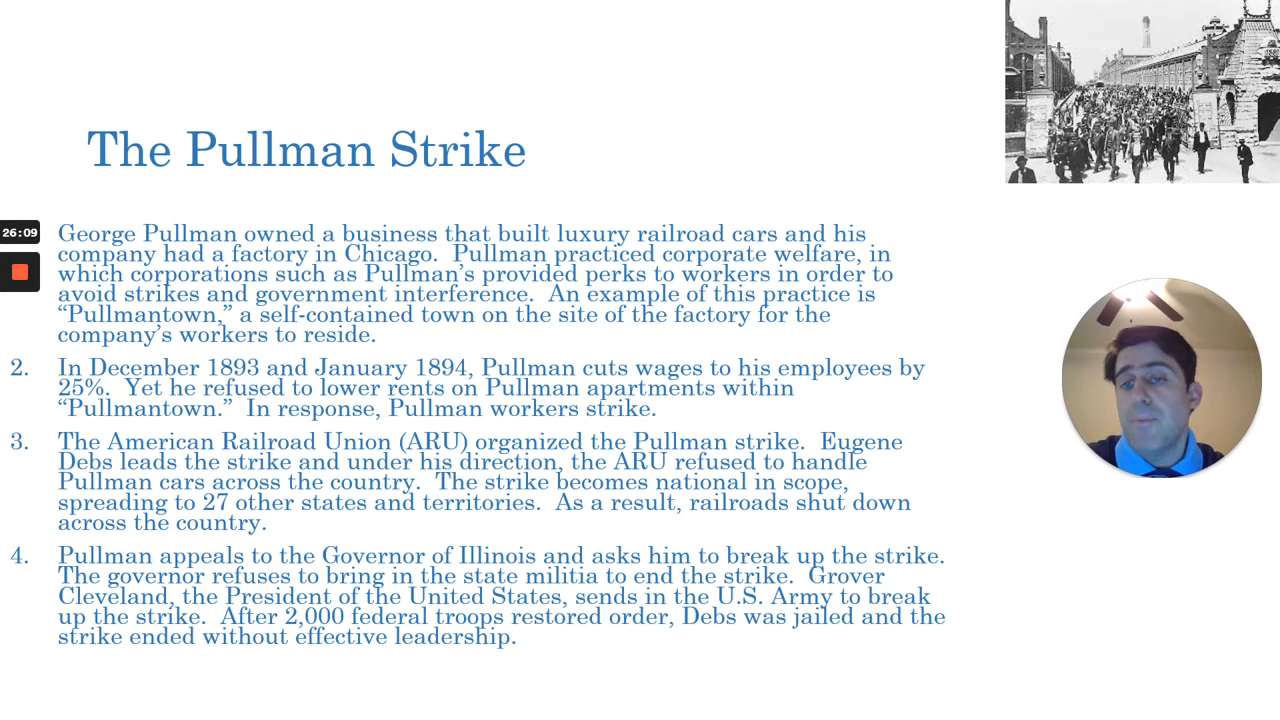 The Pullman Strike
26:09
George Pullman owned a business that built luxury railroad cars and his
company had a factory in Chicago.  Pullman practiced corporate welfare, in
which corporations such as Pullman’s provided perks to workers in order to
avoid strikes and government interference.  An example of this practice is
“Pullmantown,” a self-contained town on the site of the factory for the
company’s workers to reside.
2. In December 1893 and January 1894, Pullman cuts wages to his employees by
25%.  Yet he refused to lower rents on Pullman apartments within
“Pullmantown.”  In response, Pullman workers strike.
3. The American Railroad Union (ARU) organized the Pullman strike.  Eugene
Debs leads the strike and under his direction, the ARU refused to handle
Pullman cars across the country.  The strike becomes national in scope,
spreading to 27 other states and territories.  As a result, railroads shut down
across the country.
4. Pullman appeals to the Governor of Illinois and asks him to break up the strike.
The governor refuses to bring in the state militia to end the strike.  Grover
Cleveland, the President of the United States, sends in the U.S. Army to break
up the strike.  After 2,000 federal troops restored order, Debs was jailed and the
strike ended without effective leadership.